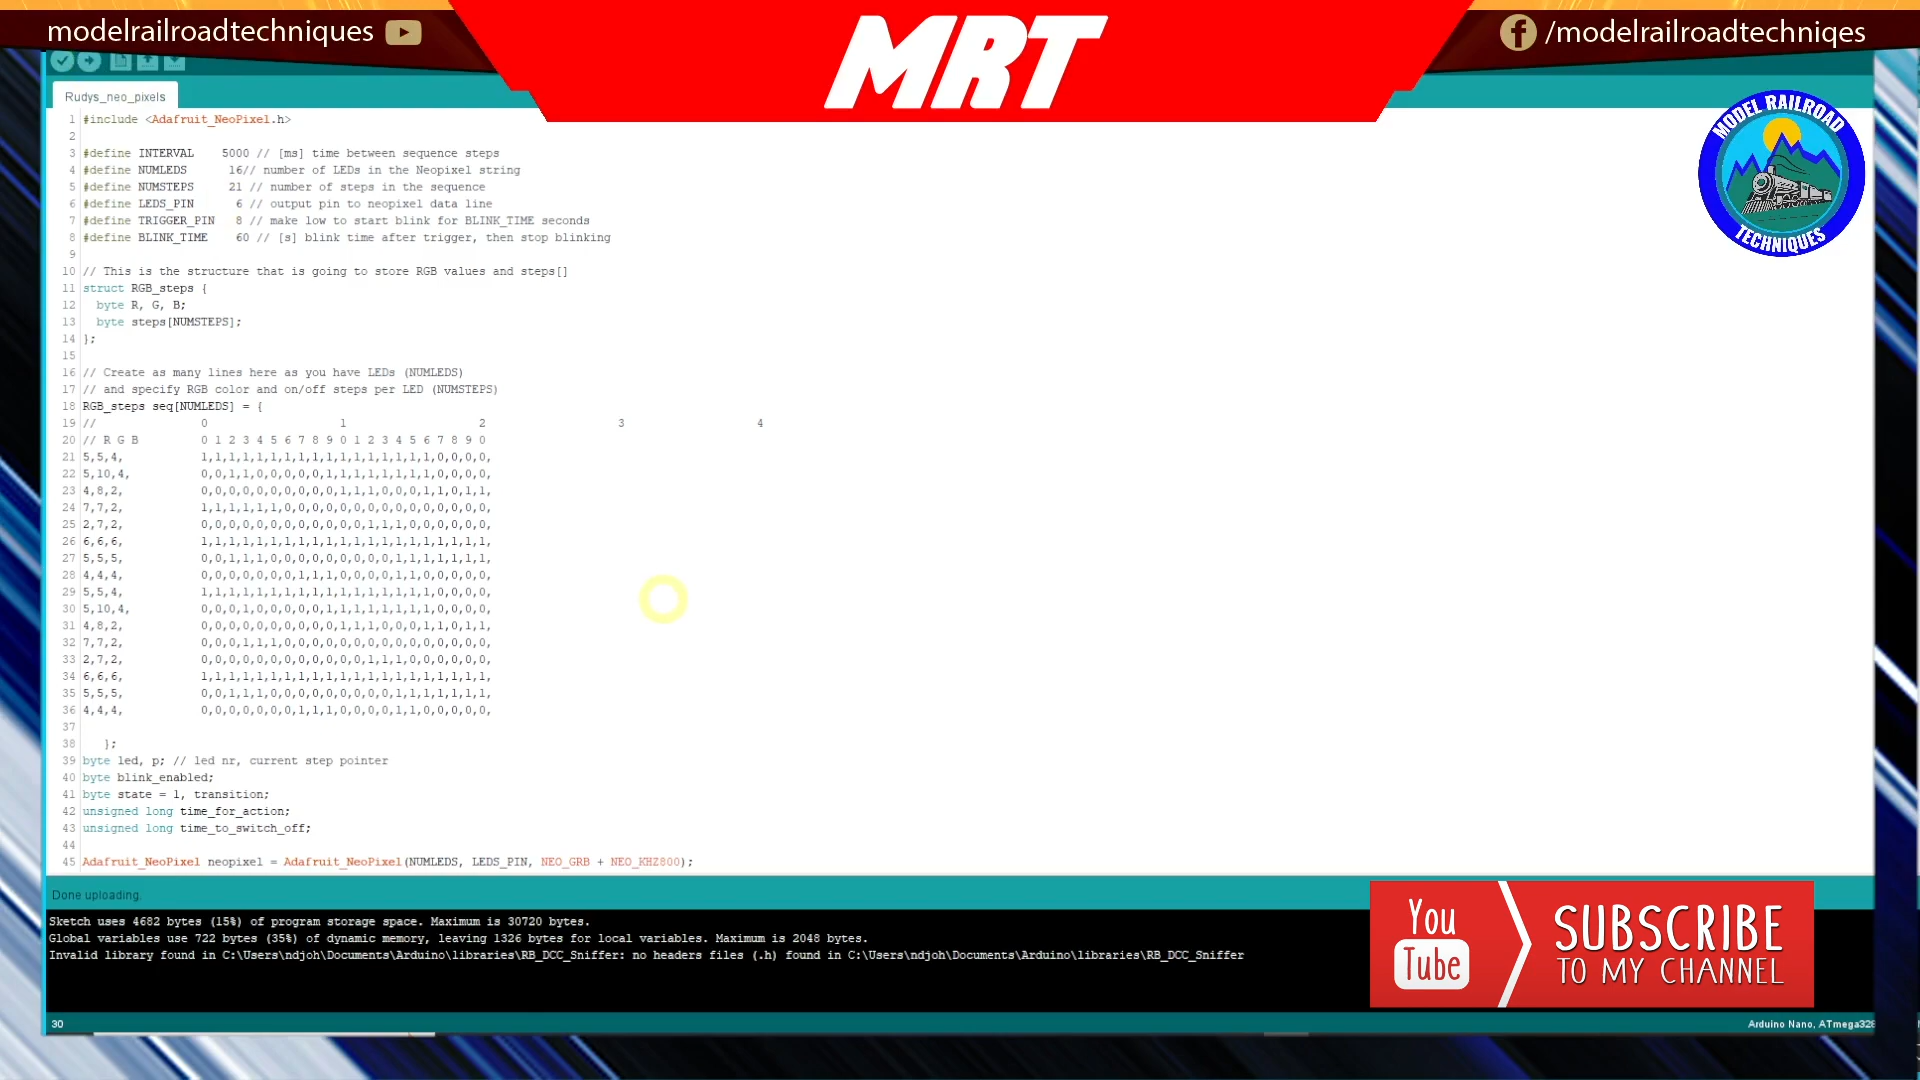 modelrailroadtechniques
MRT
/modelrailroadtechniqes
MODEL RAILROAD
TECHNIQUES
Rudys_neo_pixels
1 #include <Adafruit_NeoPixel.h>
2
3 #define INTERVAL 5000 // [ms] time between sequence steps
4 #define NUMLEDS 16// number of LEDs in the Neopixel string
5 #define NUMSTEPS 21 // number of steps in the sequence
6 #define LEDS_PIN 6 // output pin to neopixel data line
7 #define TRIGGER_PIN 8 // make low to start blink for BLINK_TIME seconds
8 #define BLINK_TIME 60 // [s] blink time after trigger, then stop blinking
9
10 // This is the structure that is going to store RGB values and steps[]
11 struct RGB_steps {
12 byte R, G, B;
13 byte steps[NUMSTEPS];
14 };
15
16 // Create as many lines here as you have LEDs (NUMLEDS)
17 // and specify RGB color and on/off steps per LED (NUMSTEPS)
18 RGB_steps seq[NUMLEDS] = {
19 // 0 1 2 3 4
20 // R G B 0 1 2 3 4 5 6 7 8 9 0 1 2 3 4 5 6 7 8 9 0
21 5,5,4, 1,1,1,1,1,1,1,1,1,1,1,1,1,1,1,1,1,0,0,0,0,
22 5,10,4, 0,0,1,1,0,0,0,0,0,1,1,1,1,1,1,1,1,0,0,0,0,
23 4,8,2, 0,0,0,0,0,0,0,0,0,0,1,1,1,0,0,0,1,1,0,1,1,
24 7,7,2, 1,1,1,1,1,1,0,0,0,0,0,0,0,0,0,0,0,0,0,0,0,
25 2,7,2, 0,0,0,0,0,0,0,0,0,0,0,0,1,1,1,0,0,0,0,0,0,
26 6,6,6, 1,1,1,1,1,1,1,1,1,1,1,1,1,1,1,1,1,1,1,1,1,
27 5,5,5, 0,0,1,1,1,0,0,0,0,0,0,0,0,0,1,1,1,1,1,1,1,
28 4,4,4, 0,0,0,0,0,0,0,1,1,1,0,0,0,0,1,1,0,0,0,0,0,
29 5,5,4, 1,1,1,1,1,1,1,1,1,1,1,1,1,1,1,1,1,0,0,0,0,
30 5,10,4, 0,0,0,1,0,0,0,0,0,1,1,1,1,1,1,1,1,0,0,0,0,
31 4,8,2, 0,0,0,0,0,0,0,0,0,0,1,1,1,0,0,0,1,1,0,1,1,
32 7,7,2, 0,0,0,1,1,1,0,0,0,0,0,0,0,0,0,0,0,0,0,0,0,
33 2,7,2, 0,0,0,0,0,0,0,0,0,0,0,0,1,1,1,0,0,0,0,0,0,
34 6,6,6, 1,1,1,1,1,1,1,1,1,1,1,1,1,1,1,1,1,1,1,1,1,
35 5,5,5, 0,0,1,1,1,0,0,0,0,0,0,0,0,0,1,1,1,1,1,1,1,
36 4,4,4, 0,0,0,0,0,0,0,1,1,1,0,0,0,0,1,1,0,0,0,0,0,
37
38 };
39 byte led, p; // led nr, current step pointer
40 byte blink_enabled;
41 byte state = 1, transition;
42 unsigned long time_for_action;
43 unsigned long time_to_switch_off;
44
45 Adafruit_NeoPixel neopixel = Adafruit_NeoPixel(NUMLEDS, LEDS_PIN, NEO_GRB + NEO_KHZ800);
Done uploading.
Sketch uses 4682 bytes (15%) of program storage space. Maximum is 30720 bytes.
Global variables use 722 bytes (35%) of dynamic memory, leaving 1326 bytes for local variables. Maximum is 2048 bytes.
Invalid library found in C:\Users\ndjoh\Documents\Arduino\libraries\RB_DCC_Sniffer: no headers files (.h) found in C:\Users\ndjoh\Documents\Arduino\libraries\RB_DCC_Sniffer
You Tube
SUBSCRIBE
TO MY CHANNEL
30
Arduino Nano, ATmega328